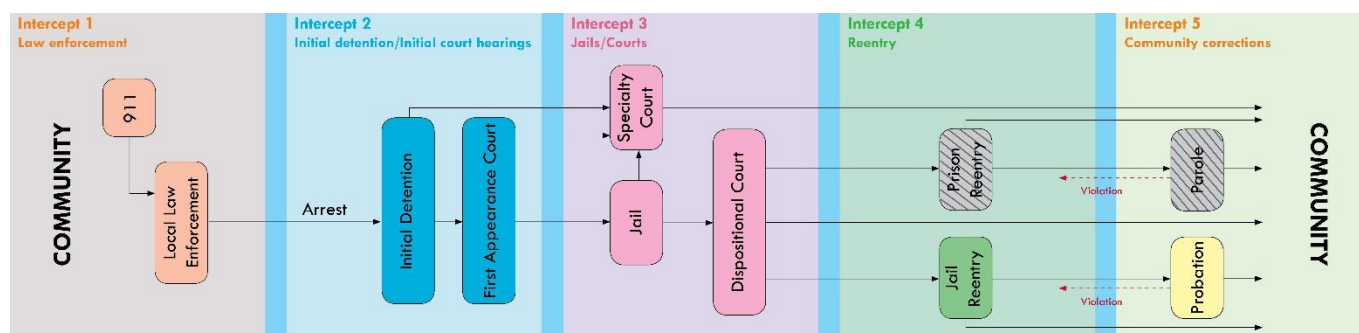 Intercept 1
Law enforcement
Intercept 2
Initial detention/Initial court hearings
Intercept 3
Jails/Courts
Intercept 4
Reentry
Intercept 5
Community corrections
COMMUNITY
911
Local Law
Enforcement
Arrest
Initial Detention
First Appearance Court
Specialty
Court
Jail
Dispositional Court
Prison
Reentry
Violation
Parole
Jail
Reentry
Violation
Probation
COMMUNITY